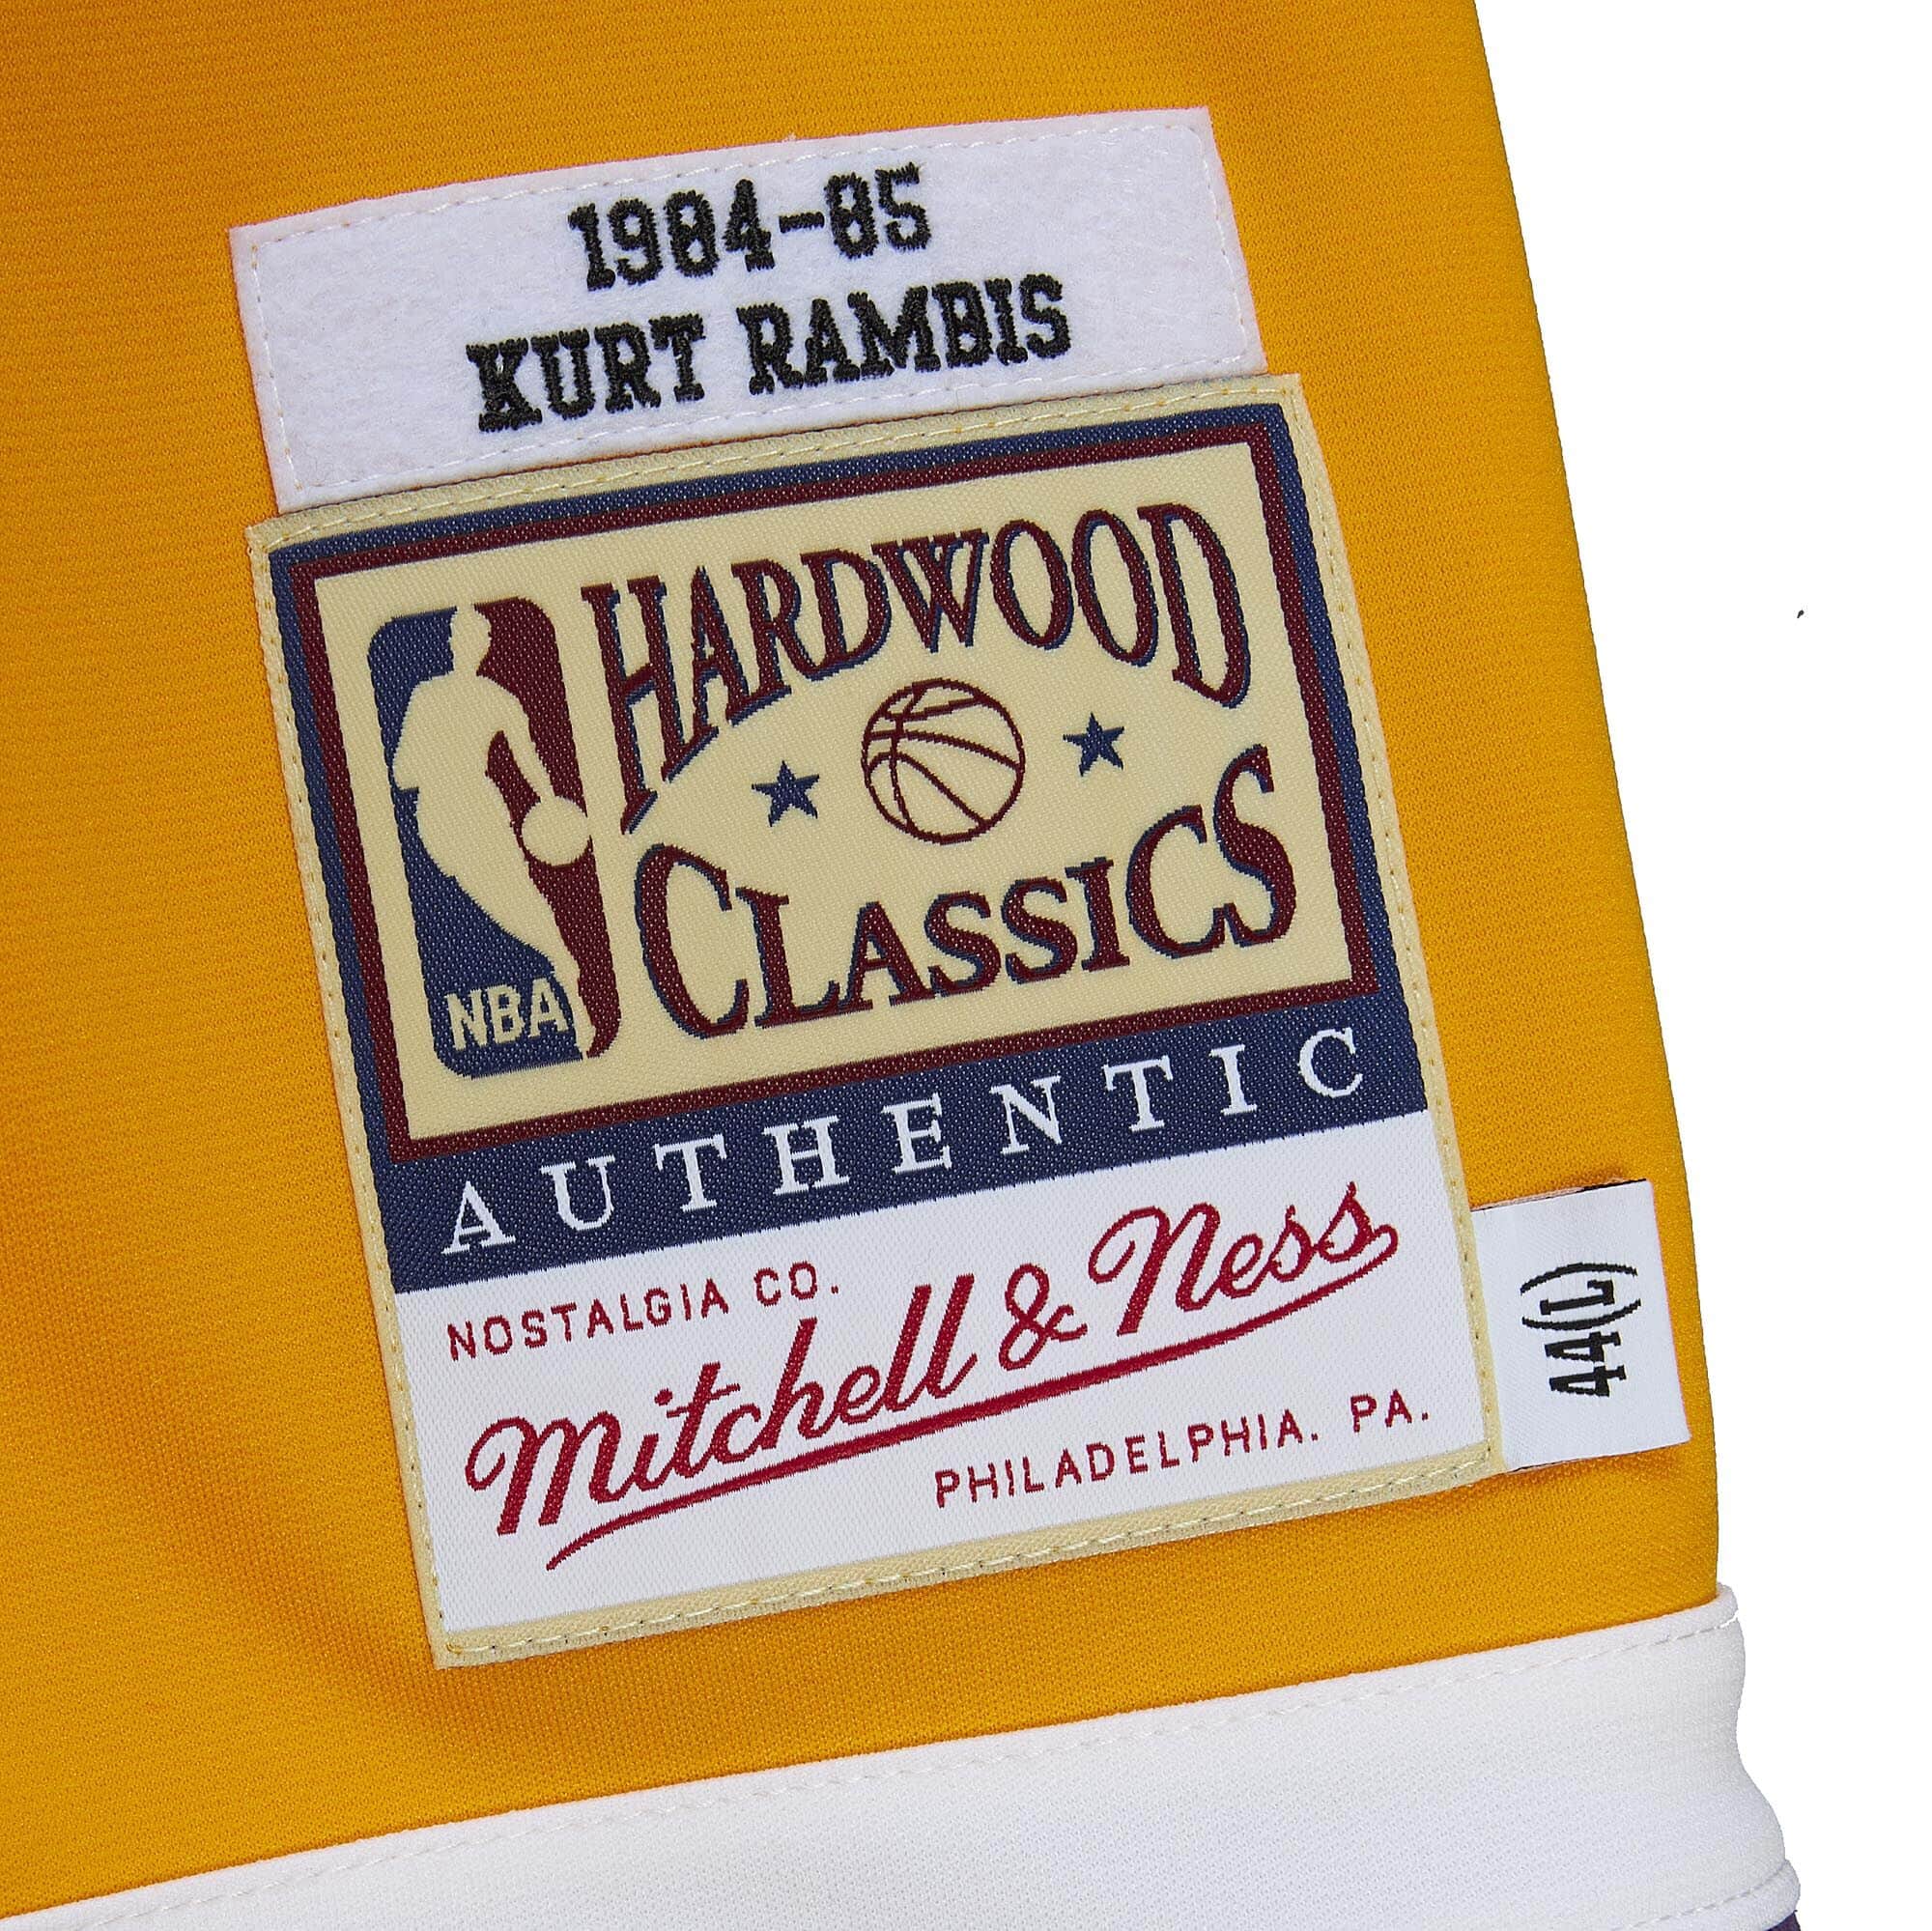 1984-85
KURT RAMBIS
HARDWOOD
CLASSICS
NBA
AUTHENTIC
NOSTALGIA CO.
Mitchell & Ness
PHILADELPHIA. PA.
44(L)